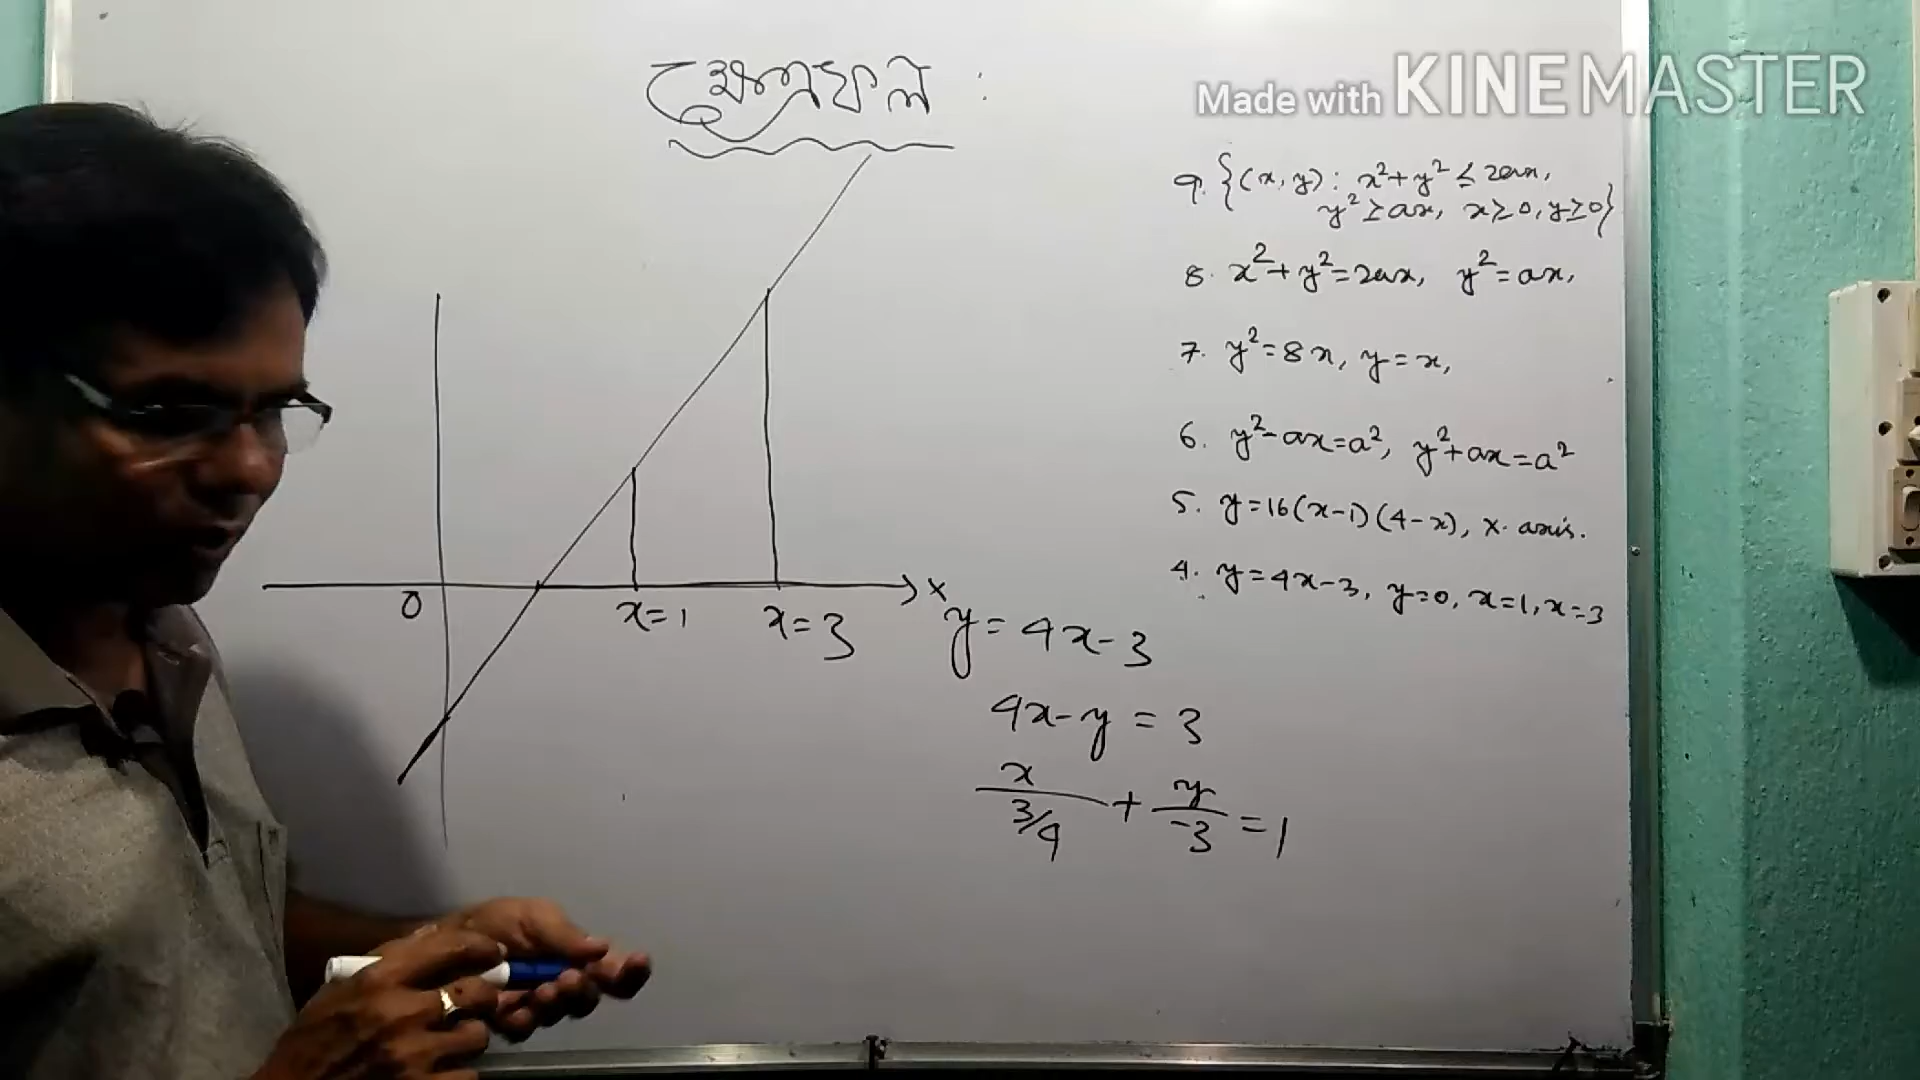 ক্ষেত্রফল :
Made with KINEMASTER
9. {(x, y) : x²+y² ≤ 2ax,
y² ≥ ax, x ≥ 0, y ≥ 0}
8. x²+y²=2ax, y²=ax,
7. y²=8x, y=x,
6. y²-ax=a², y²+ax=a²
5. y=16(x-1)(4-x), x-axis.
4. y=4x-3, y=0, x=1, x=3
0 x=1 x=3 x
y = 4x-3
4x-y = 3
x/(3/4) + y/-3 = 1